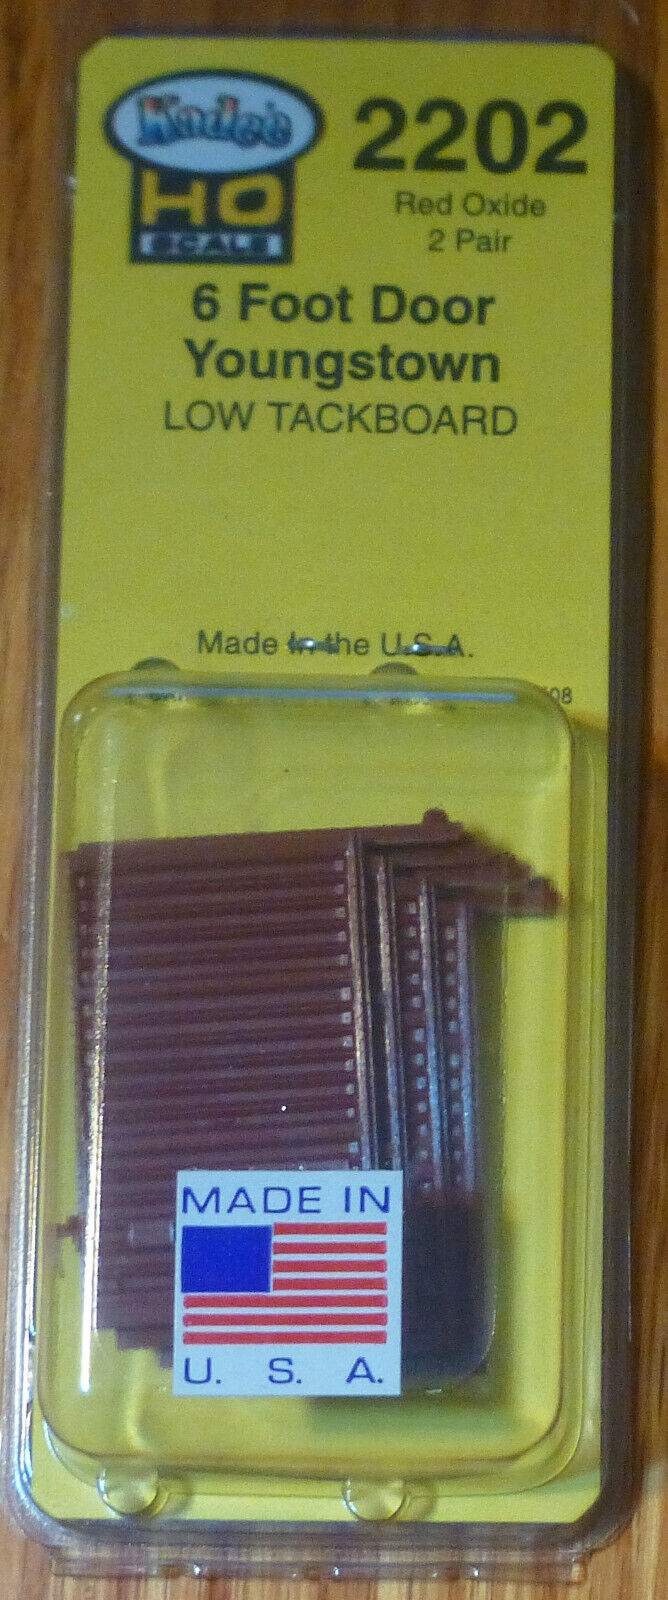 Kadee
HO
SCALE
2202
Red Oxide
2 Pair
6 Foot Door
Youngstown
LOW TACKBOARD
Made In the U.S.A.
MADE IN
U. S. A.